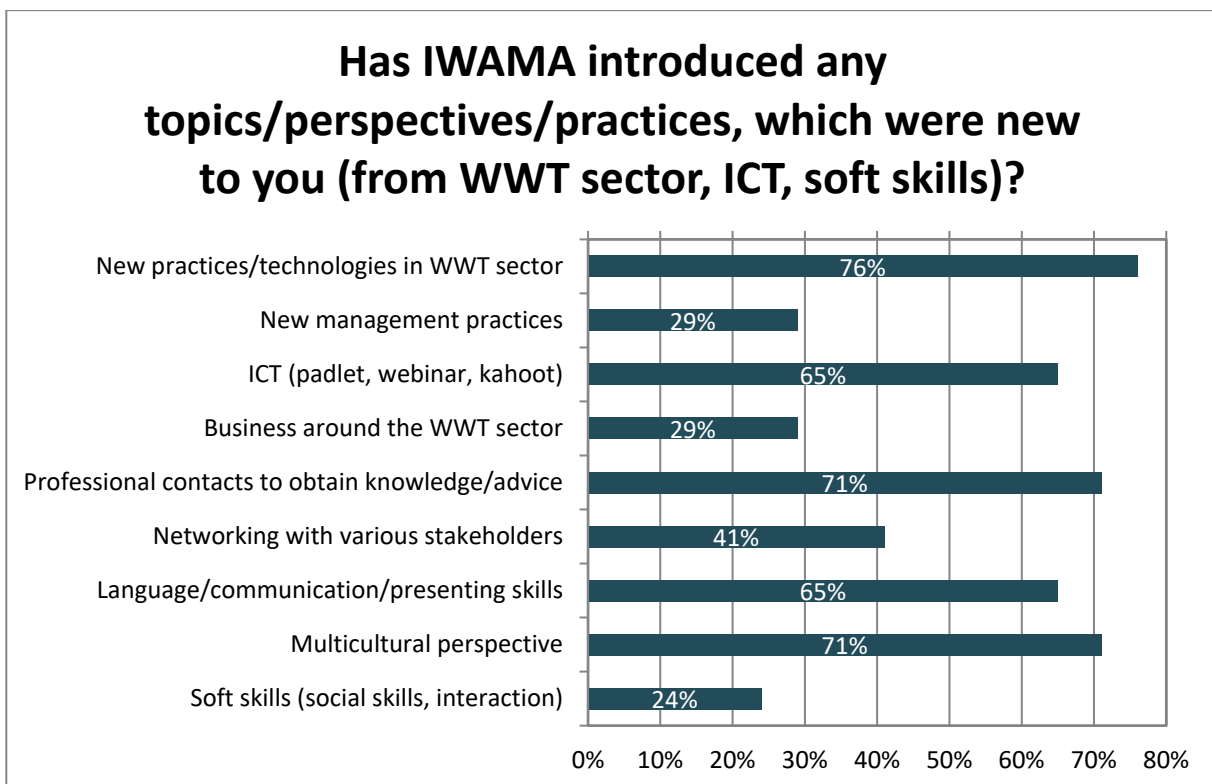 Has IWAMA introduced any
topics/perspectives/practices, which were new
to you (from WWT sector, ICT, soft skills)?
New practices/technologies in WWT sector
76%
New management practices
29%
ICT (padlet, webinar, kahoot)
65%
Business around the WWT sector
29%
Professional contacts to obtain knowledge/advice
71%
Networking with various stakeholders
41%
Language/communication/presenting skills
65%
Multicultural perspective
71%
Soft skills (social skills, interaction)
24%
0% 10% 20% 30% 40% 50% 60% 70% 80%